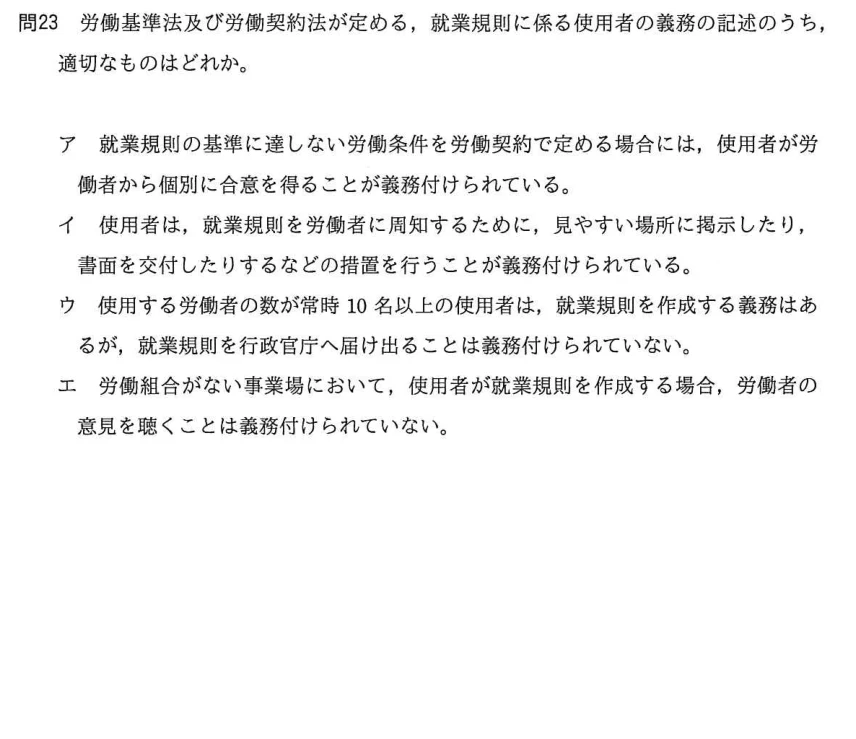 問23　労働基準法及び労働契約法が定める，就業規則に係る使用者の義務の記述のうち，
適切なものはどれか。
ア　就業規則の基準に達しない労働条件を労働契約で定める場合には，使用者が労
働者から個別に合意を得ることが義務付けられている。
イ　使用者は，就業規則を労働者に周知するために，見やすい場所に掲示したり，
書面を交付したりするなどの措置を行うことが義務付けられている。
ウ　使用する労働者の数が常時 10 名以上の使用者は，就業規則を作成する義務はあ
るが，就業規則を行政官庁へ届け出ることは義務付けられていない。
エ　労働組合がない事業場において，使用者が就業規則を作成する場合，労働者の
意見を聴くことは義務付けられていない。